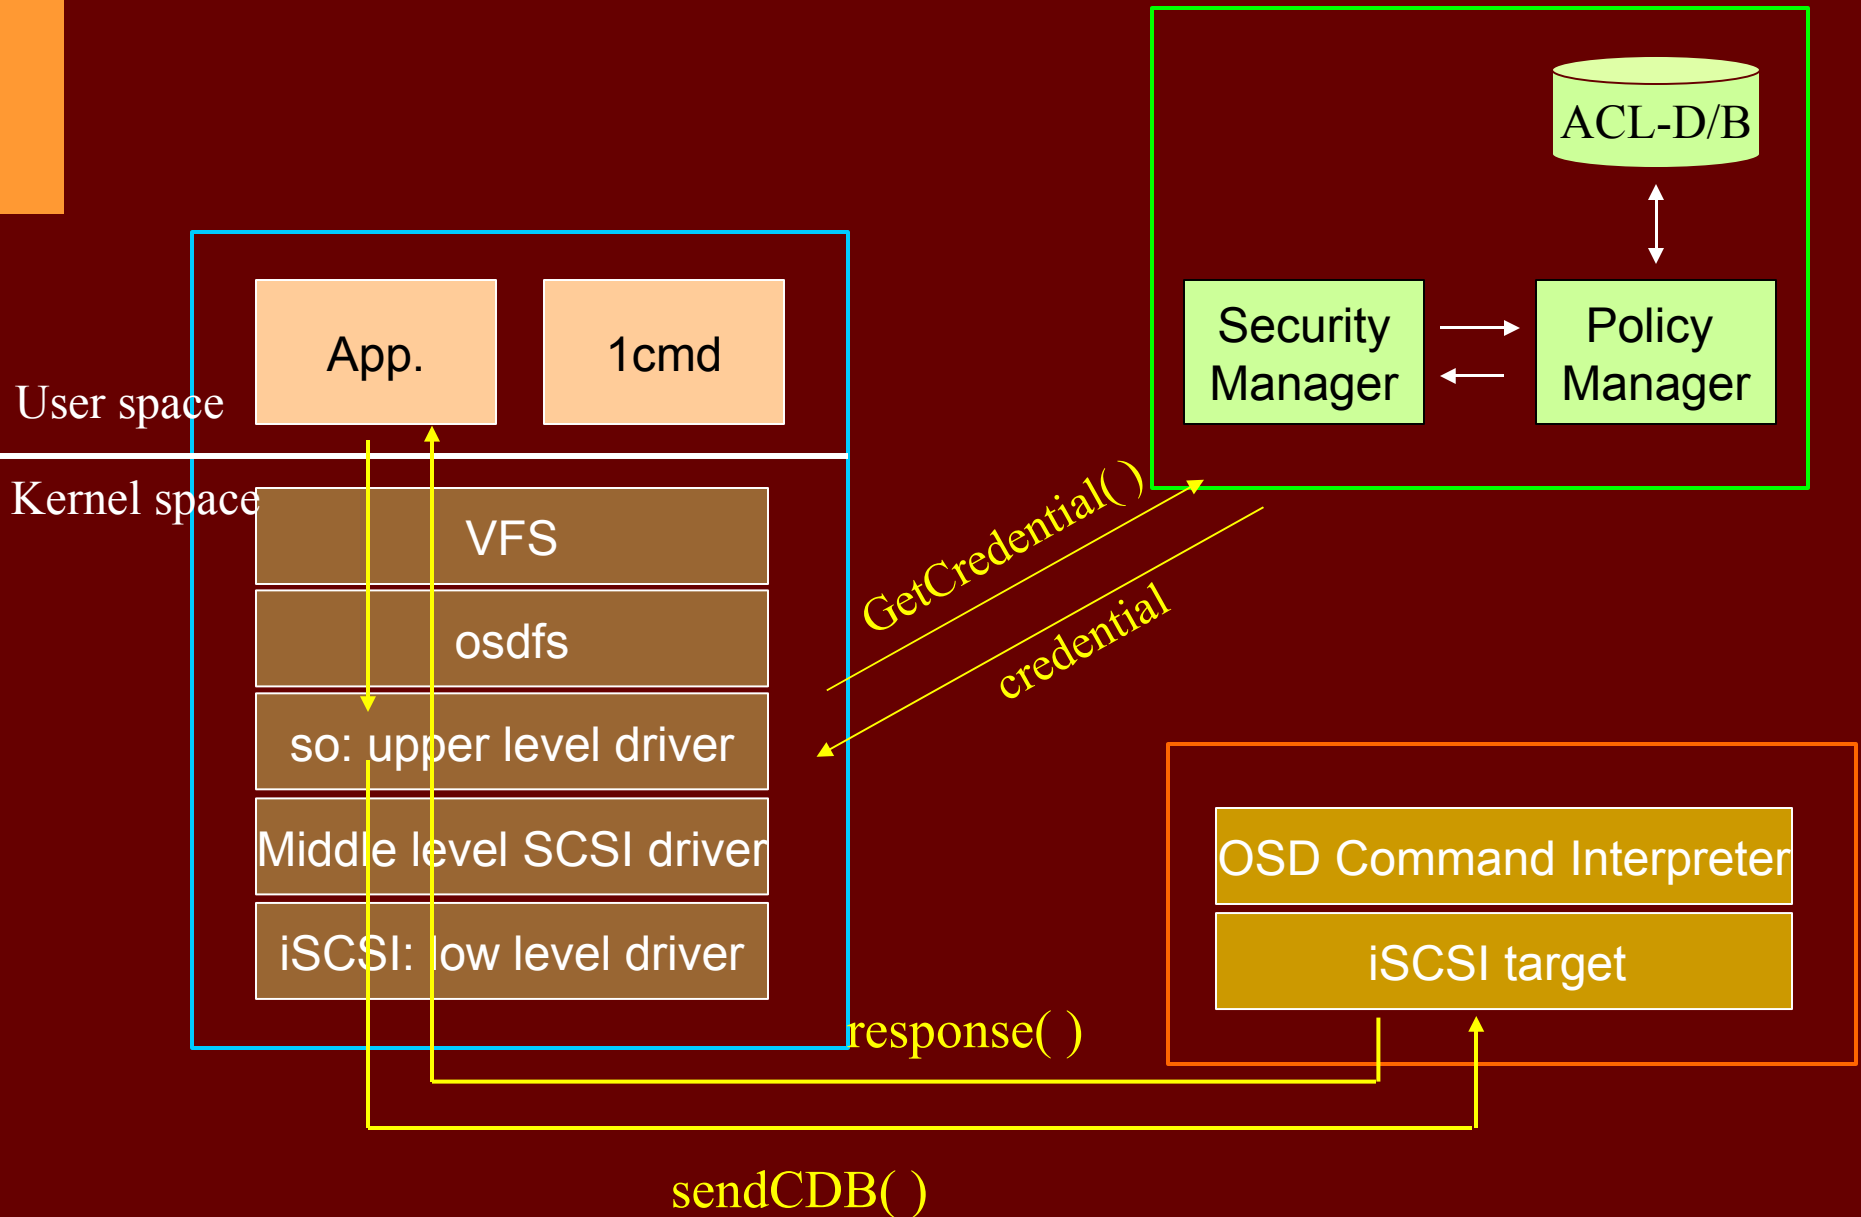 ACL-D/B
Security
Manager
Policy
Manager
App.
1cmd
User space
Kernel space
VFS
osdfs
so: upper level driver
Middle level SCSI driver
iSCSI: low level driver
GetCredential( )
credential
OSD Command Interpreter
iSCSI target
response( )
sendCDB( )